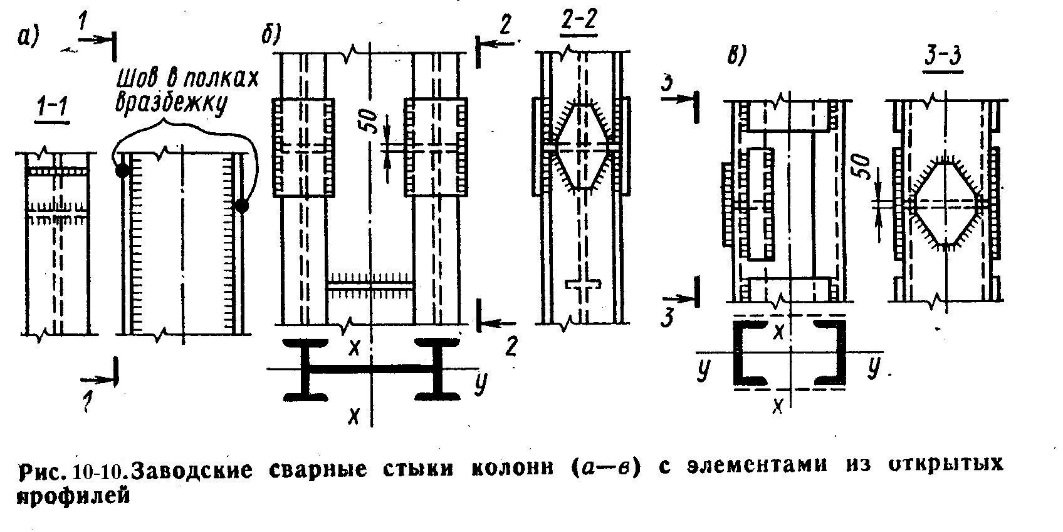 а)
1
б)
2
2-2
в)
3-3
Шов в полках
вразбежку
1-1
50
3
50
1
x
y
x
2
3
x
y
y
x
Рис. 10-10. Заводские сварные стыки колонн (а—в) с элементами из открытых
ярофилей